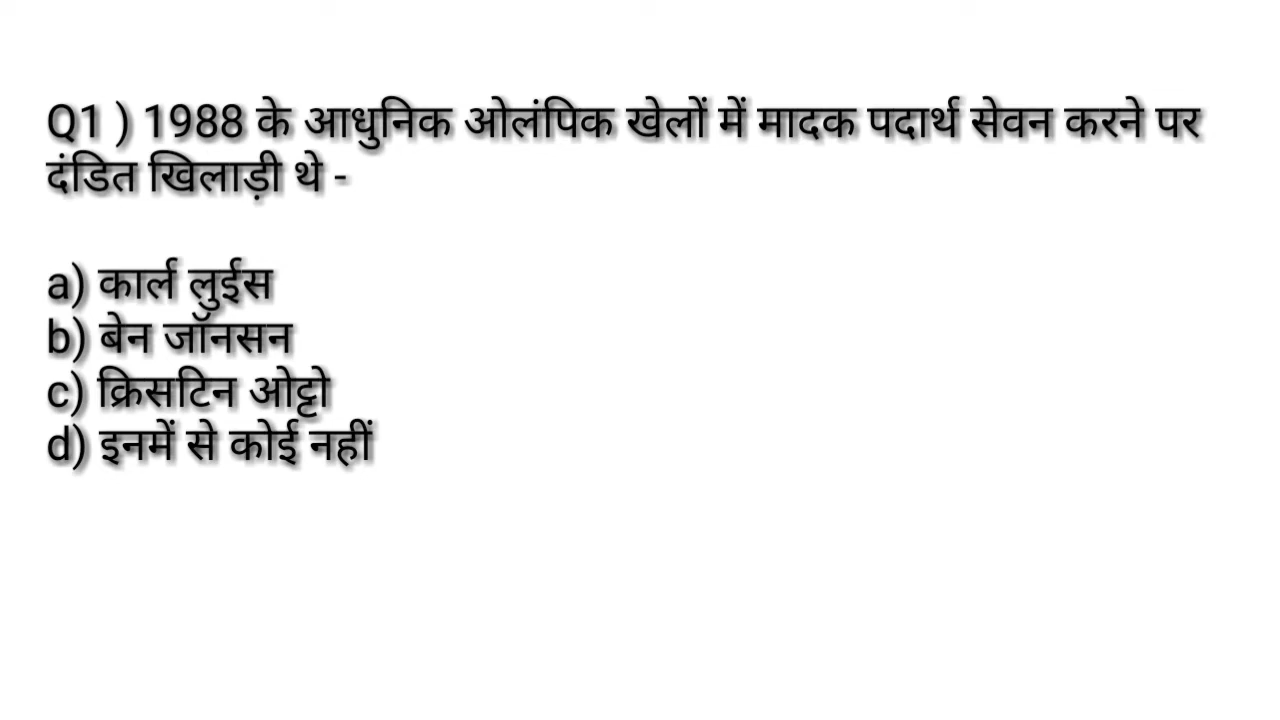 Q1 ) 1988 के आधुनिक ओलंपिक खेलों में मादक पदार्थ सेवन करने पर
दंडित खिलाड़ी थे -
a) कार्ल लुईस
b) बेन जॉनसन
c) क्रिसटिन ओट्टो
d) इनमें से कोई नहीं